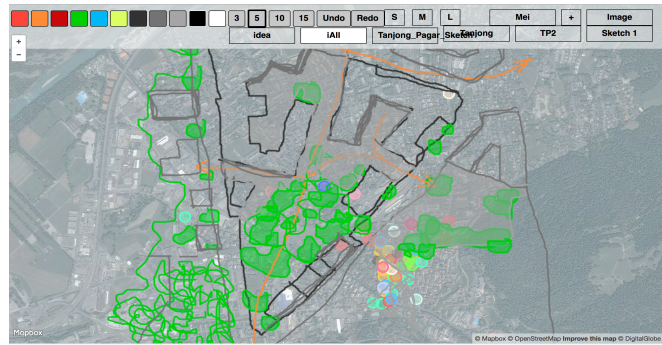 3 5 10 15 Undo Redo S M L Mei + Image
idea iAll Tanjong_Pagar_Sketch Tanjong TP2 Sketch 1
+
−
Mapbox
© Mapbox © OpenStreetMap Improve this map © DigitalGlobe